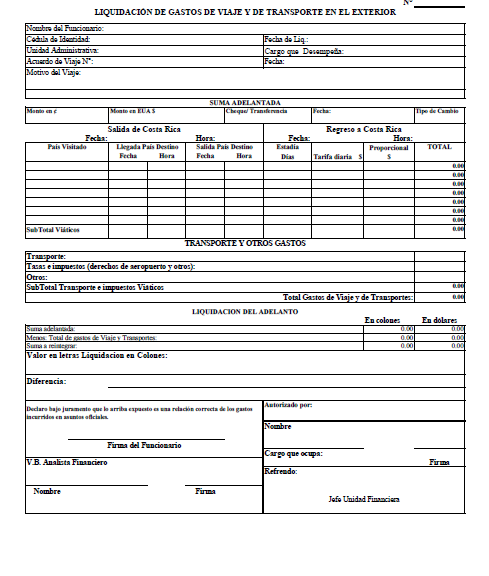 Nº
LIQUIDACIÓN DE GASTOS DE VIAJE Y DE TRANSPORTE EN EL EXTERIOR
Nombre del Funcionario:
Cédula de Identidad: Fecha de Liq.:
Unidad Administrativa: Cargo que Desempeña:
Acuerdo de Viaje Nº: Fecha:
Motivo del Viaje:
SUMA ADELANTADA
Monto en ¢ Monto en EUA $ Cheque/ Transferencia Fecha: Tipo de Cambio
Salida de Costa Rica Regreso a Costa Rica
Fecha: Hora: Fecha: Hora:
País Visitado Llegada País Destino Salida País Destino Estadía Proporcional TOTAL
Fecha Hora Fecha Hora Días Tarifa diaria $ $
0.00
0.00
0.00
0.00
0.00
0.00
0.00
SubTotal Viáticos 0.00
TRANSPORTE Y OTROS GASTOS
Transporte:
Tasas e impuestos (derechos de aeropuerto y otros):
Otros:
SubTotal Transporte e impuestos Viáticos 0.00
Total Gastos de Viaje y de Transportes: 0.00
LIQUIDACION DEL ADELANTO
En colones En dólares
Suma adelantada: 0.00 0.00
Menos: Total de gastos de Viaje y Transportes: 0.00 0.00
Suma a reintegrar: 0.00 0.00
Valor en letras Liquidacion en Colones:
Diferencia:
Declaro bajo juramento que lo arriba expuesto es una relación correcta de los gastos
incurridos en asuntos oficiales.
Firma del Funcionario
V.B. Analista Financiero
Nombre Firma
Autorizado por:
Nombre
Cargo que ocupa:
Firma
Refrendo:
Jefe Unidad Financiera